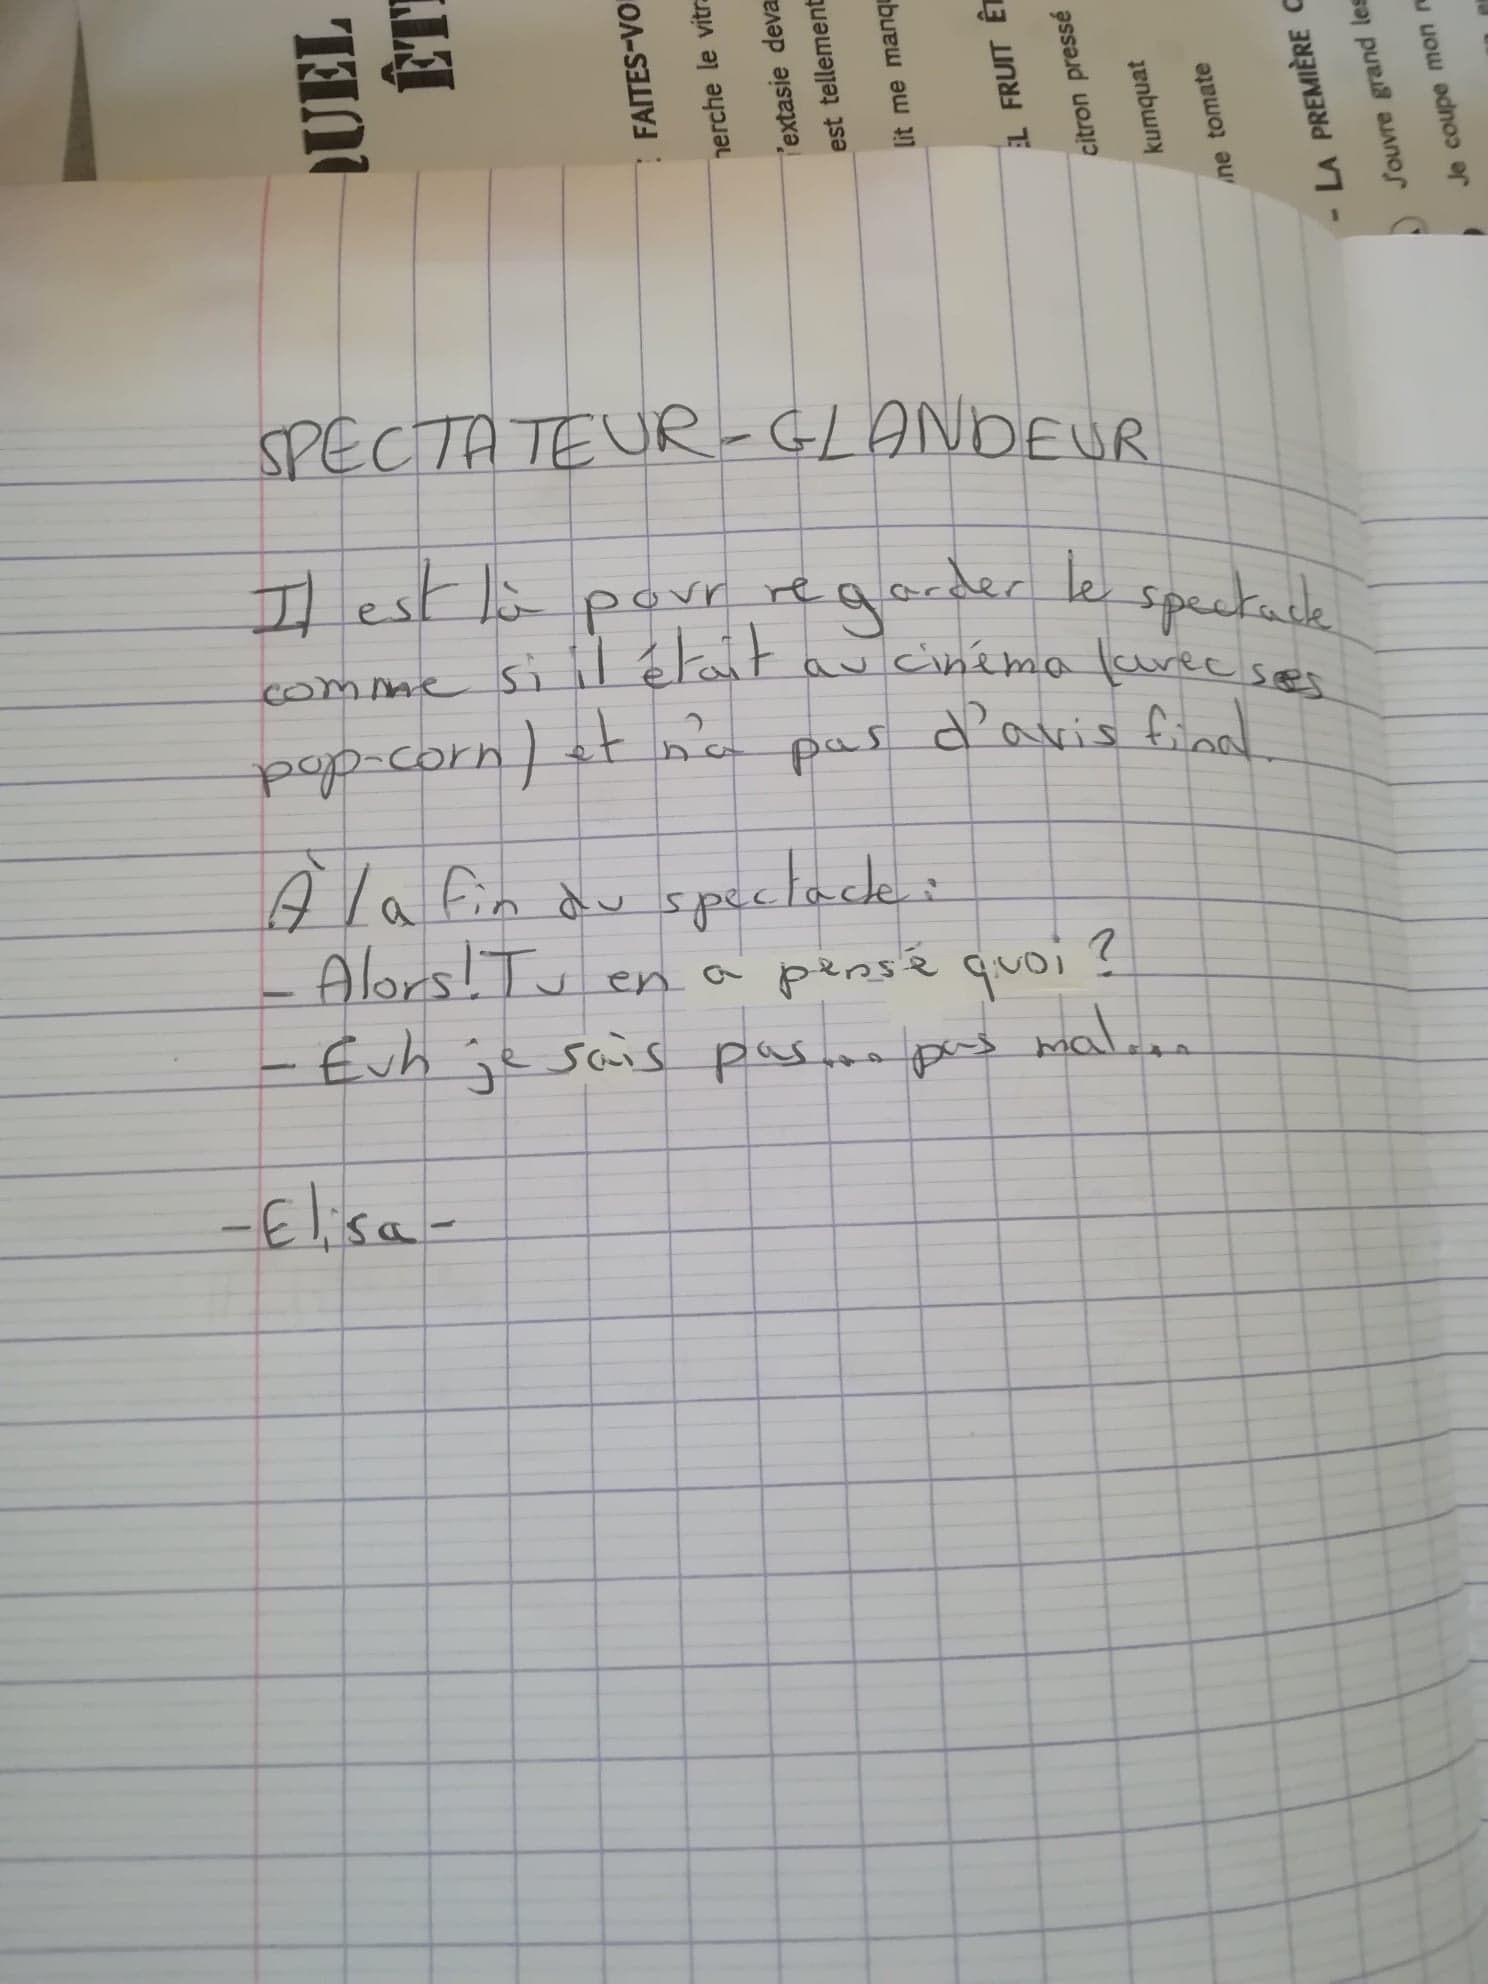 QUEL
ÊT
FAITES-VO
herche le vitr
'extasie deva
est tellement
lit me manqu
EL FRUIT ÊT
citron pressé
kumquat
ne tomate
- LA PREMIÈRE
J'ouvre grand les
Je coupe mon
SPECTATEUR-GLANDEUR
Il est là pour regarder le spectacle
comme si il était au cinéma (avec ses
pop-corn) et n'a pas d'avis final.
À la fin du spectacle :
- Alors! Tu en a pensé quoi ?
- Euh je sais pas... pas mal...
- Elisa -